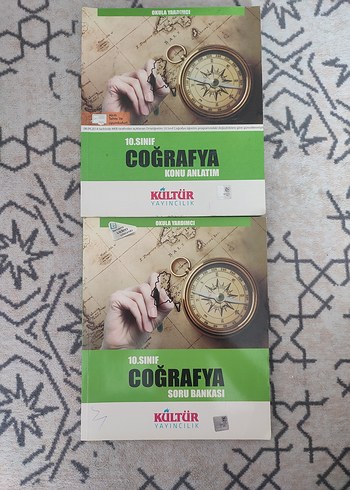 OKULA YARDIMCI
10.SINIF
COĞRAFYA
KONU ANLATIM
KÜLTÜR
YAYINCILIK
OKULA YARDIMCI
10.SINIF
COĞRAFYA
SORU BANKASI
KÜLTÜR
YAYINCILIK